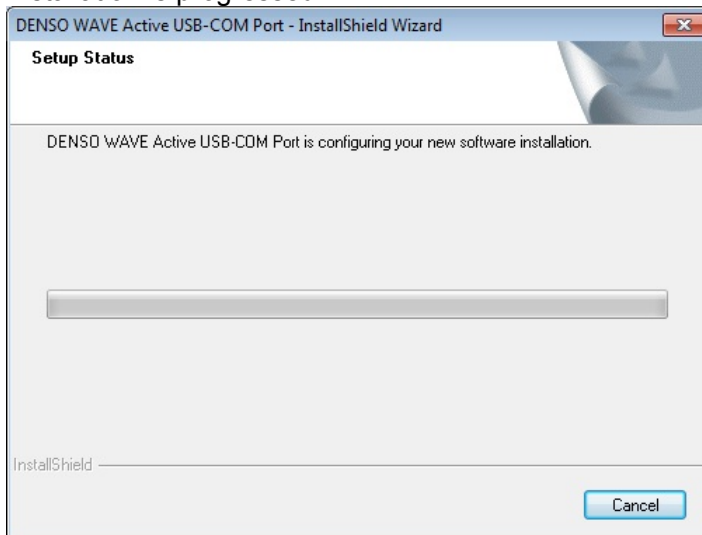 DENSO WAVE Active USB-COM Port - InstallShield Wizard
Setup Status
DENSO WAVE Active USB-COM Port is configuring your new software installation.
InstallShield
Cancel